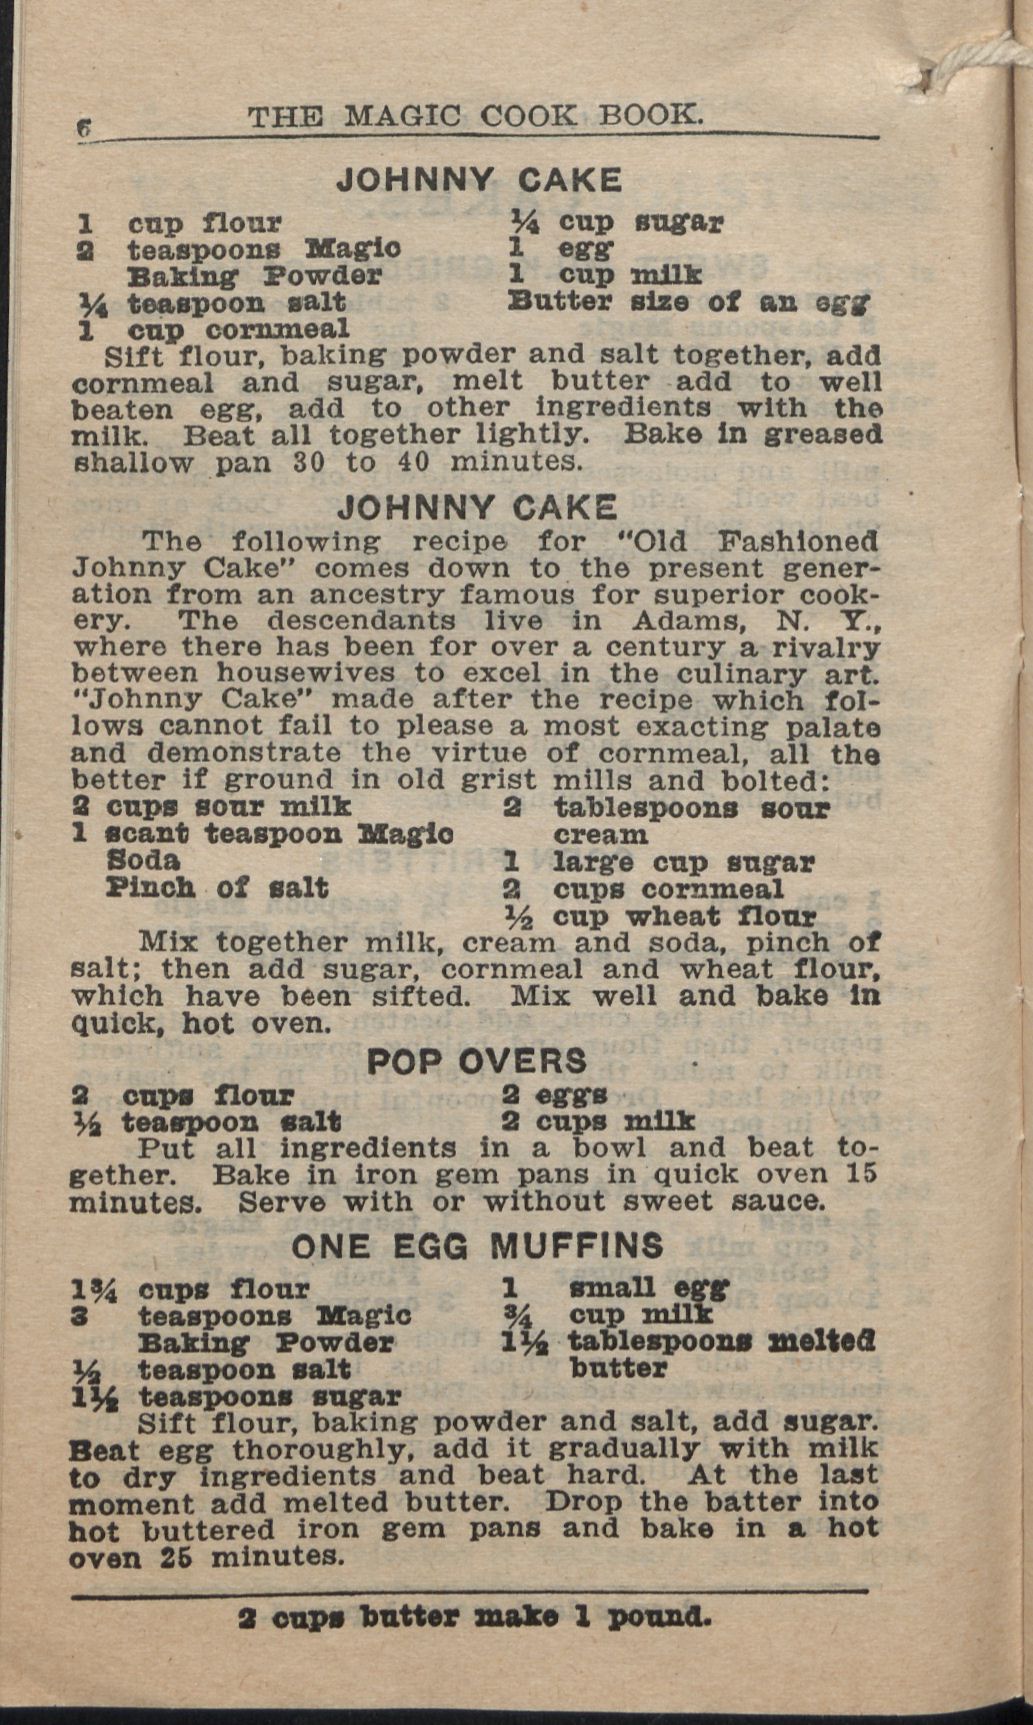 6 THE MAGIC COOK BOOK.
JOHNNY CAKE
1 cup flour
2 teaspoons Magic
Baking Powder
¼ teaspoon salt
1 cup cornmeal
¼ cup sugar
1 egg
1 cup milk
Butter size of an egg
Sift flour, baking powder and salt together, add
cornmeal and sugar, melt butter add to well
beaten egg, add to other ingredients with the
milk. Beat all together lightly. Bake in greased
shallow pan 30 to 40 minutes.
JOHNNY CAKE
The following recipe for "Old Fashioned
Johnny Cake" comes down to the present gener-
ation from an ancestry famous for superior cook-
ery. The descendants live in Adams, N. Y.,
where there has been for over a century a rivalry
between housewives to excel in the culinary art.
"Johnny Cake" made after the recipe which fol-
lows cannot fail to please a most exacting palate
and demonstrate the virtue of cornmeal, all the
better if ground in old grist mills and bolted:
2 cups sour milk
1 scant teaspoon Magic
Soda
Pinch of salt
2 tablespoons sour
cream
1 large cup sugar
2 cups cornmeal
½ cup wheat flour
Mix together milk, cream and soda, pinch of
salt; then add sugar, cornmeal and wheat flour,
which have been sifted. Mix well and bake in
quick, hot oven.
POP OVERS
2 cups flour
½ teaspoon salt
2 eggs
2 cups milk
Put all ingredients in a bowl and beat to-
gether. Bake in iron gem pans in quick oven 15
minutes. Serve with or without sweet sauce.
ONE EGG MUFFINS
1¾ cups flour
3 teaspoons Magic
Baking Powder
½ teaspoon salt
1½ teaspoons sugar
1 small egg
¾ cup milk
1½ tablespoons melted
butter
Sift flour, baking powder and salt, add sugar.
Beat egg thoroughly, add it gradually with milk
to dry ingredients and beat hard. At the last
moment add melted butter. Drop the batter into
hot buttered iron gem pans and bake in a hot
oven 25 minutes.
2 cups butter make 1 pound.